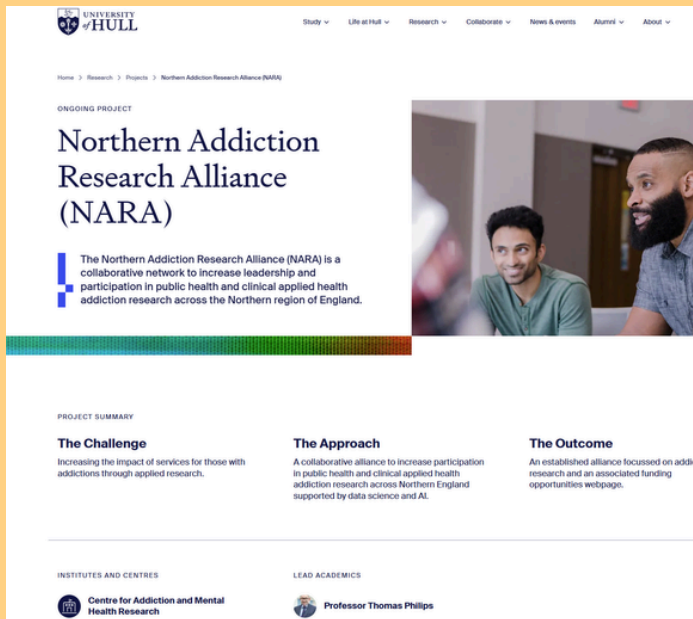 UNIVERSITY
of HULL
Study
Life at Hull
Research
Collaborate
News & events
Alumni
About
Home > Research > Projects > Northern Addiction Research Alliance (NARA)
ONGOING PROJECT
Northern Addiction
Research Alliance
(NARA)
The Northern Addiction Research Alliance (NARA) is a
collaborative network to increase leadership and
participation in public health and clinical applied health
addiction research across the Northern region of England.
PROJECT SUMMARY
The Challenge
Increasing the impact of services for those with
addictions through applied research.
The Approach
A collaborative alliance to increase participation
in public health and clinical applied health
addiction research across Northern England
supported by data science and AI.
The Outcome
An established alliance focussed on addi
research and an associated funding
opportunities webpage.
INSTITUTES AND CENTRES
Centre for Addiction and Mental
Health Research
LEAD ACADEMICS
Professor Thomas Philips